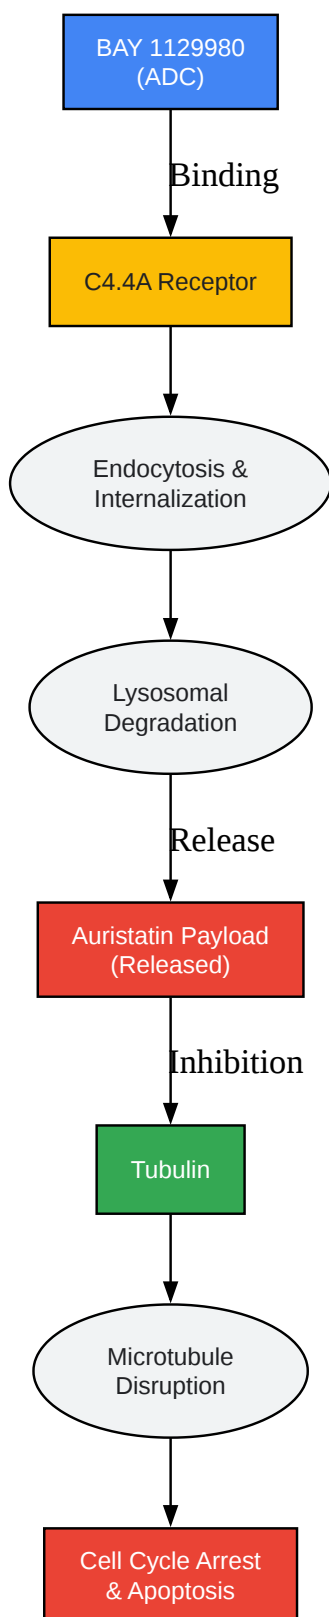 BAY 1129980
(ADC)
Binding
C4.4A Receptor
Endocytosis &
Internalization
Lysosomal
Degradation
Release
Auristatin Payload
(Released)
Inhibition
Tubulin
Microtubule
Disruption
Cell Cycle Arrest
& Apoptosis